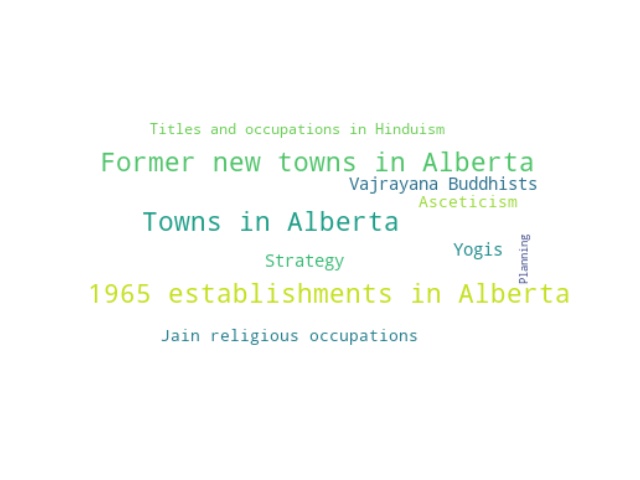 Titles and occupations in Hinduism
Former new towns in Alberta
Vajrayana Buddhists
Asceticism
Towns in Alberta
Yogis
Planning
Strategy
1965 establishments in Alberta
Jain religious occupations